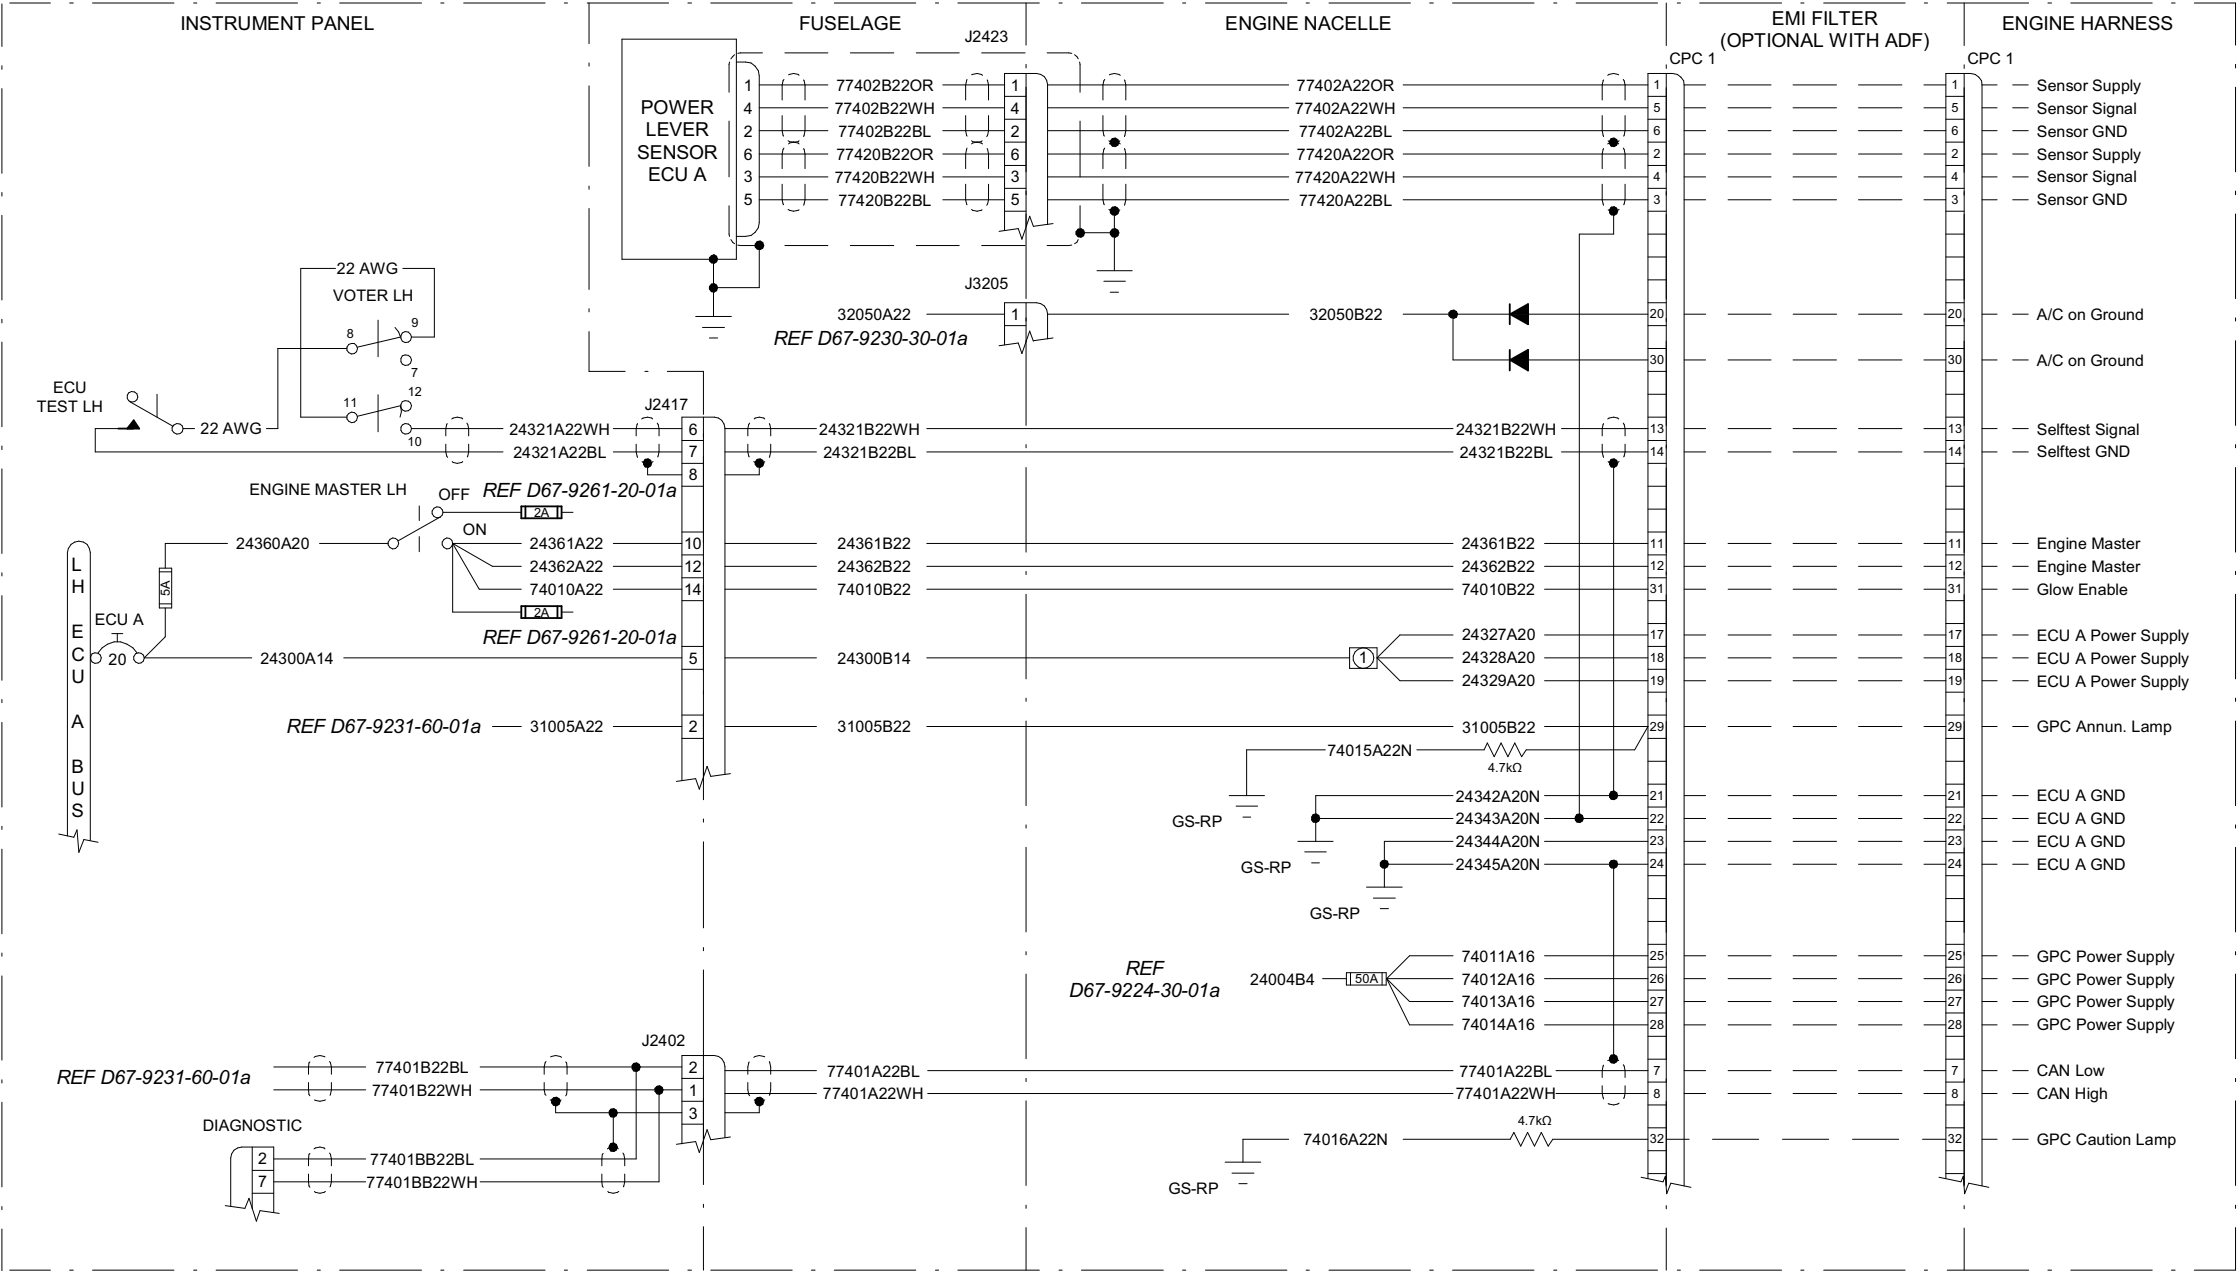 INSTRUMENT PANEL
FUSELAGE
ENGINE NACELLE
EMI FILTER
(OPTIONAL WITH ADF)
ENGINE HARNESS
J2423
CPC 1
CPC 1
POWER
LEVER
SENSOR
ECU A
1 77402B22OR 1 77402A22OR 1 1 Sensor Supply
4 77402B22WH 4 77402A22WH 5 5 Sensor Signal
2 77402B22BL 2 77402A22BL 6 6 Sensor GND
6 77420B22OR 6 77420A22OR 2 2 Sensor Supply
3 77420B22WH 3 77420A22WH 4 4 Sensor Signal
5 77420B22BL 5 77420A22BL 3 3 Sensor GND
22 AWG
VOTER LH
8 9
7
11 12
10
ECU
TEST LH
22 AWG
J3205
32050A22 1 32050B22 20 20 A/C on Ground
REF D67-9230-30-01a
30 30 A/C on Ground
J2417
24321A22WH 6 24321B22WH 24321B22WH 13 13 Selftest Signal
24321A22BL 7 24321B22BL 24321B22BL 14 14 Selftest GND
8
ENGINE MASTER LH
OFF
REF D67-9261-20-01a
2A
ON
24360A20 24361A22 10 24361B22 24361B22 11 11 Engine Master
24362A22 12 24362B22 24362B22 12 12 Engine Master
74010A22 14 74010B22 74010B22 31 31 Glow Enable
2A
REF D67-9261-20-01a
5A
LH ECU A BUS
ECU A
20
24327A20 17 17 ECU A Power Supply
24300A14 5 24300B14 1 24328A20 18 18 ECU A Power Supply
24329A20 19 19 ECU A Power Supply
REF D67-9231-60-01a 31005A22 2 31005B22 31005B22 29 29 GPC Annun. Lamp
74015A22N
4.7kΩ
GS-RP
24342A20N 21 21 ECU A GND
24343A20N 22 22 ECU A GND
GS-RP
24344A20N 23 23 ECU A GND
24345A20N 24 24 ECU A GND
GS-RP
REF
D67-9224-30-01a
24004B4 50A
74011A16 25 25 GPC Power Supply
74012A16 26 26 GPC Power Supply
74013A16 27 27 GPC Power Supply
74014A16 28 28 GPC Power Supply
J2402
REF D67-9231-60-01a
77401B22BL 2 77401A22BL 77401A22BL 7 7 CAN Low
77401B22WH 1 77401A22WH 77401A22WH 8 8 CAN High
3
DIAGNOSTIC
2 77401BB22BL
7 77401BB22WH
4.7kΩ
74016A22N 32 32 GPC Caution Lamp
GS-RP